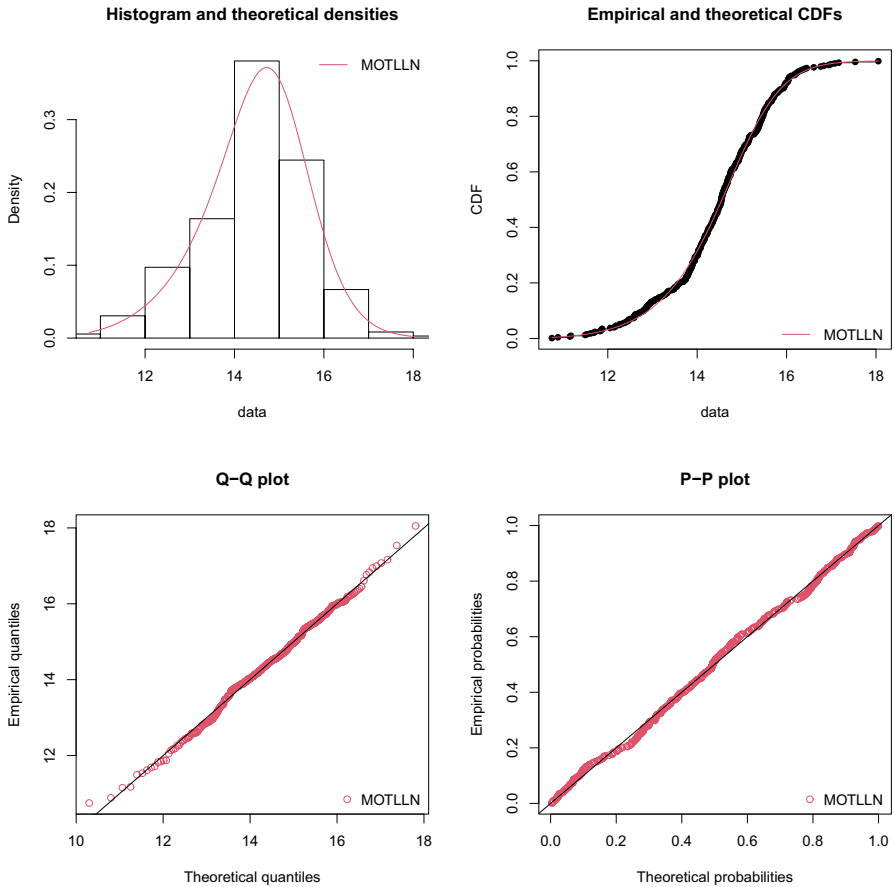 Histogram and theoretical densities
MOTLLN
Density
0.0
0.1
0.2
0.3
12
14
16
18
data
Empirical and theoretical CDFs
MOTLLN
CDF
0.0
0.2
0.4
0.6
0.8
1.0
12
14
16
18
data
Q−Q plot
MOTLLN
Empirical quantiles
12
14
16
18
10
12
14
16
18
Theoretical quantiles
P−P plot
MOTLLN
Empirical probabilities
0.0
0.2
0.4
0.6
0.8
1.0
0.0
0.2
0.4
0.6
0.8
1.0
Theoretical probabilities